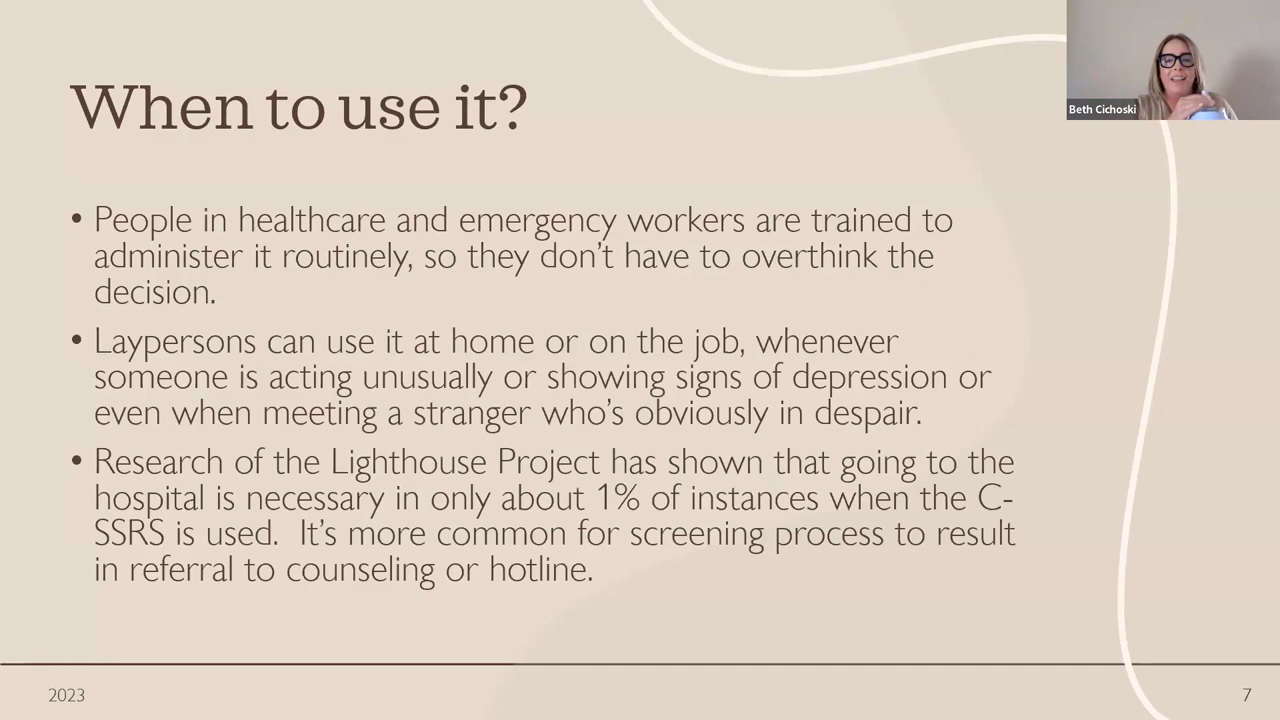 When to use it?
Beth Cichoski
• People in healthcare and emergency workers are trained to
administer it routinely, so they don’t have to overthink the
decision.
• Laypersons can use it at home or on the job, whenever
someone is acting unusually or showing signs of depression or
even when meeting a stranger who’s obviously in despair.
• Research of the Lighthouse Project has shown that going to the
hospital is necessary in only about 1% of instances when the C-
SSRS is used.  It’s more common for screening process to result
in referral to counseling or hotline.
2023
7